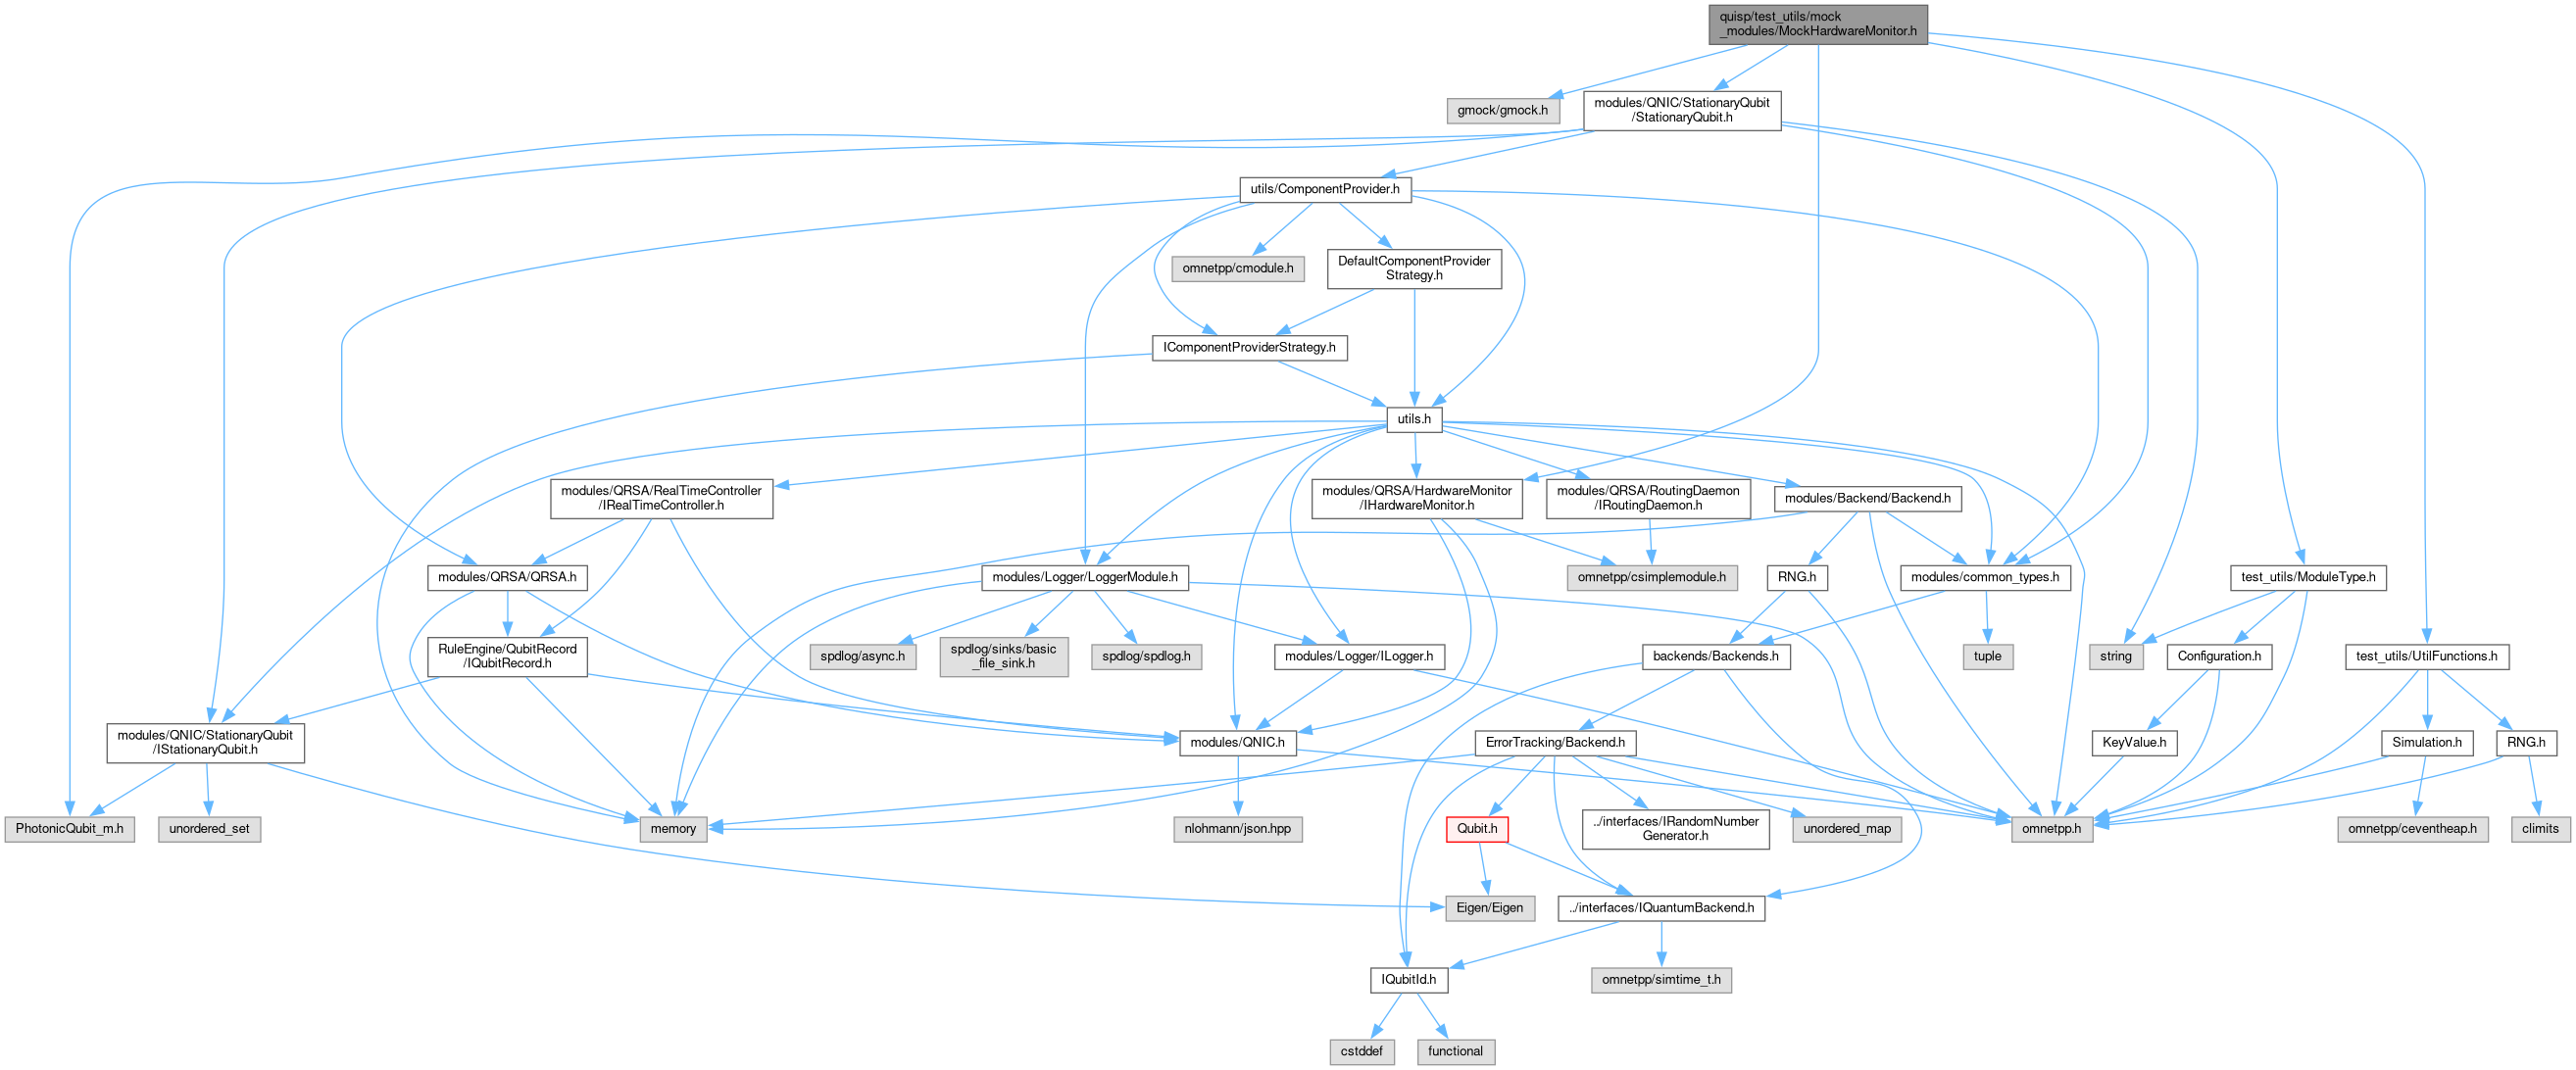 quisp/test_utils/mock
_modules/MockHardwareMonitor.h
gmock/gmock.h
modules/QNIC/StationaryQubit
/StationaryQubit.h
utils/ComponentProvider.h
omnetpp/cmodule.h
DefaultComponentProvider
Strategy.h
IComponentProviderStrategy.h
utils.h
modules/QRSA/RealTimeController
/IRealTimeController.h
modules/QRSA/HardwareMonitor
/IHardwareMonitor.h
modules/QRSA/RoutingDaemon
/IRoutingDaemon.h
modules/Backend/Backend.h
modules/QRSA/QRSA.h
modules/Logger/LoggerModule.h
omnetpp/csimplemodule.h
RNG.h
modules/common_types.h
test_utils/ModuleType.h
RuleEngine/QubitRecord
/IQubitRecord.h
spdlog/async.h
spdlog/sinks/basic
_file_sink.h
spdlog/spdlog.h
modules/Logger/ILogger.h
backends/Backends.h
tuple
string
Configuration.h
test_utils/UtilFunctions.h
modules/QNIC/StationaryQubit
/IStationaryQubit.h
modules/QNIC.h
ErrorTracking/Backend.h
KeyValue.h
Simulation.h
RNG.h
PhotonicQubit_m.h
unordered_set
memory
nlohmann/json.hpp
Qubit.h
../interfaces/IRandomNumber
Generator.h
unordered_map
omnetpp.h
omnetpp/ceventheap.h
climits
Eigen/Eigen
../interfaces/IQuantumBackend.h
IQubitId.h
omnetpp/simtime_t.h
cstddef
functional